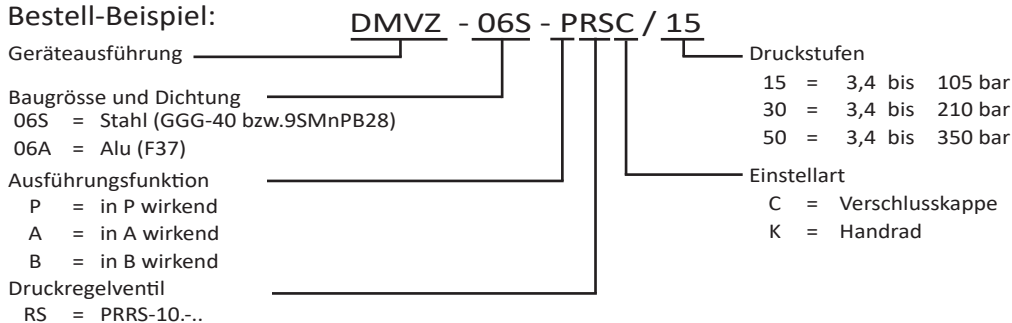 Bestell-Beispiel:
DMVZ - 06S - PRSC / 15
Geräteausführung
Baugrösse und Dichtung
06S = Stahl (GGG-40 bzw.9SMnPB28)
06A = Alu (F37)
Ausführungsfunktion
P = in P wirkend
A = in A wirkend
B = in B wirkend
Druckregelventil
RS = PRRS-10.-..
Druckstufen
15 = 3,4 bis 105 bar
30 = 3,4 bis 210 bar
50 = 3,4 bis 350 bar
Einstellart
C = Verschlusskappe
K = Handrad